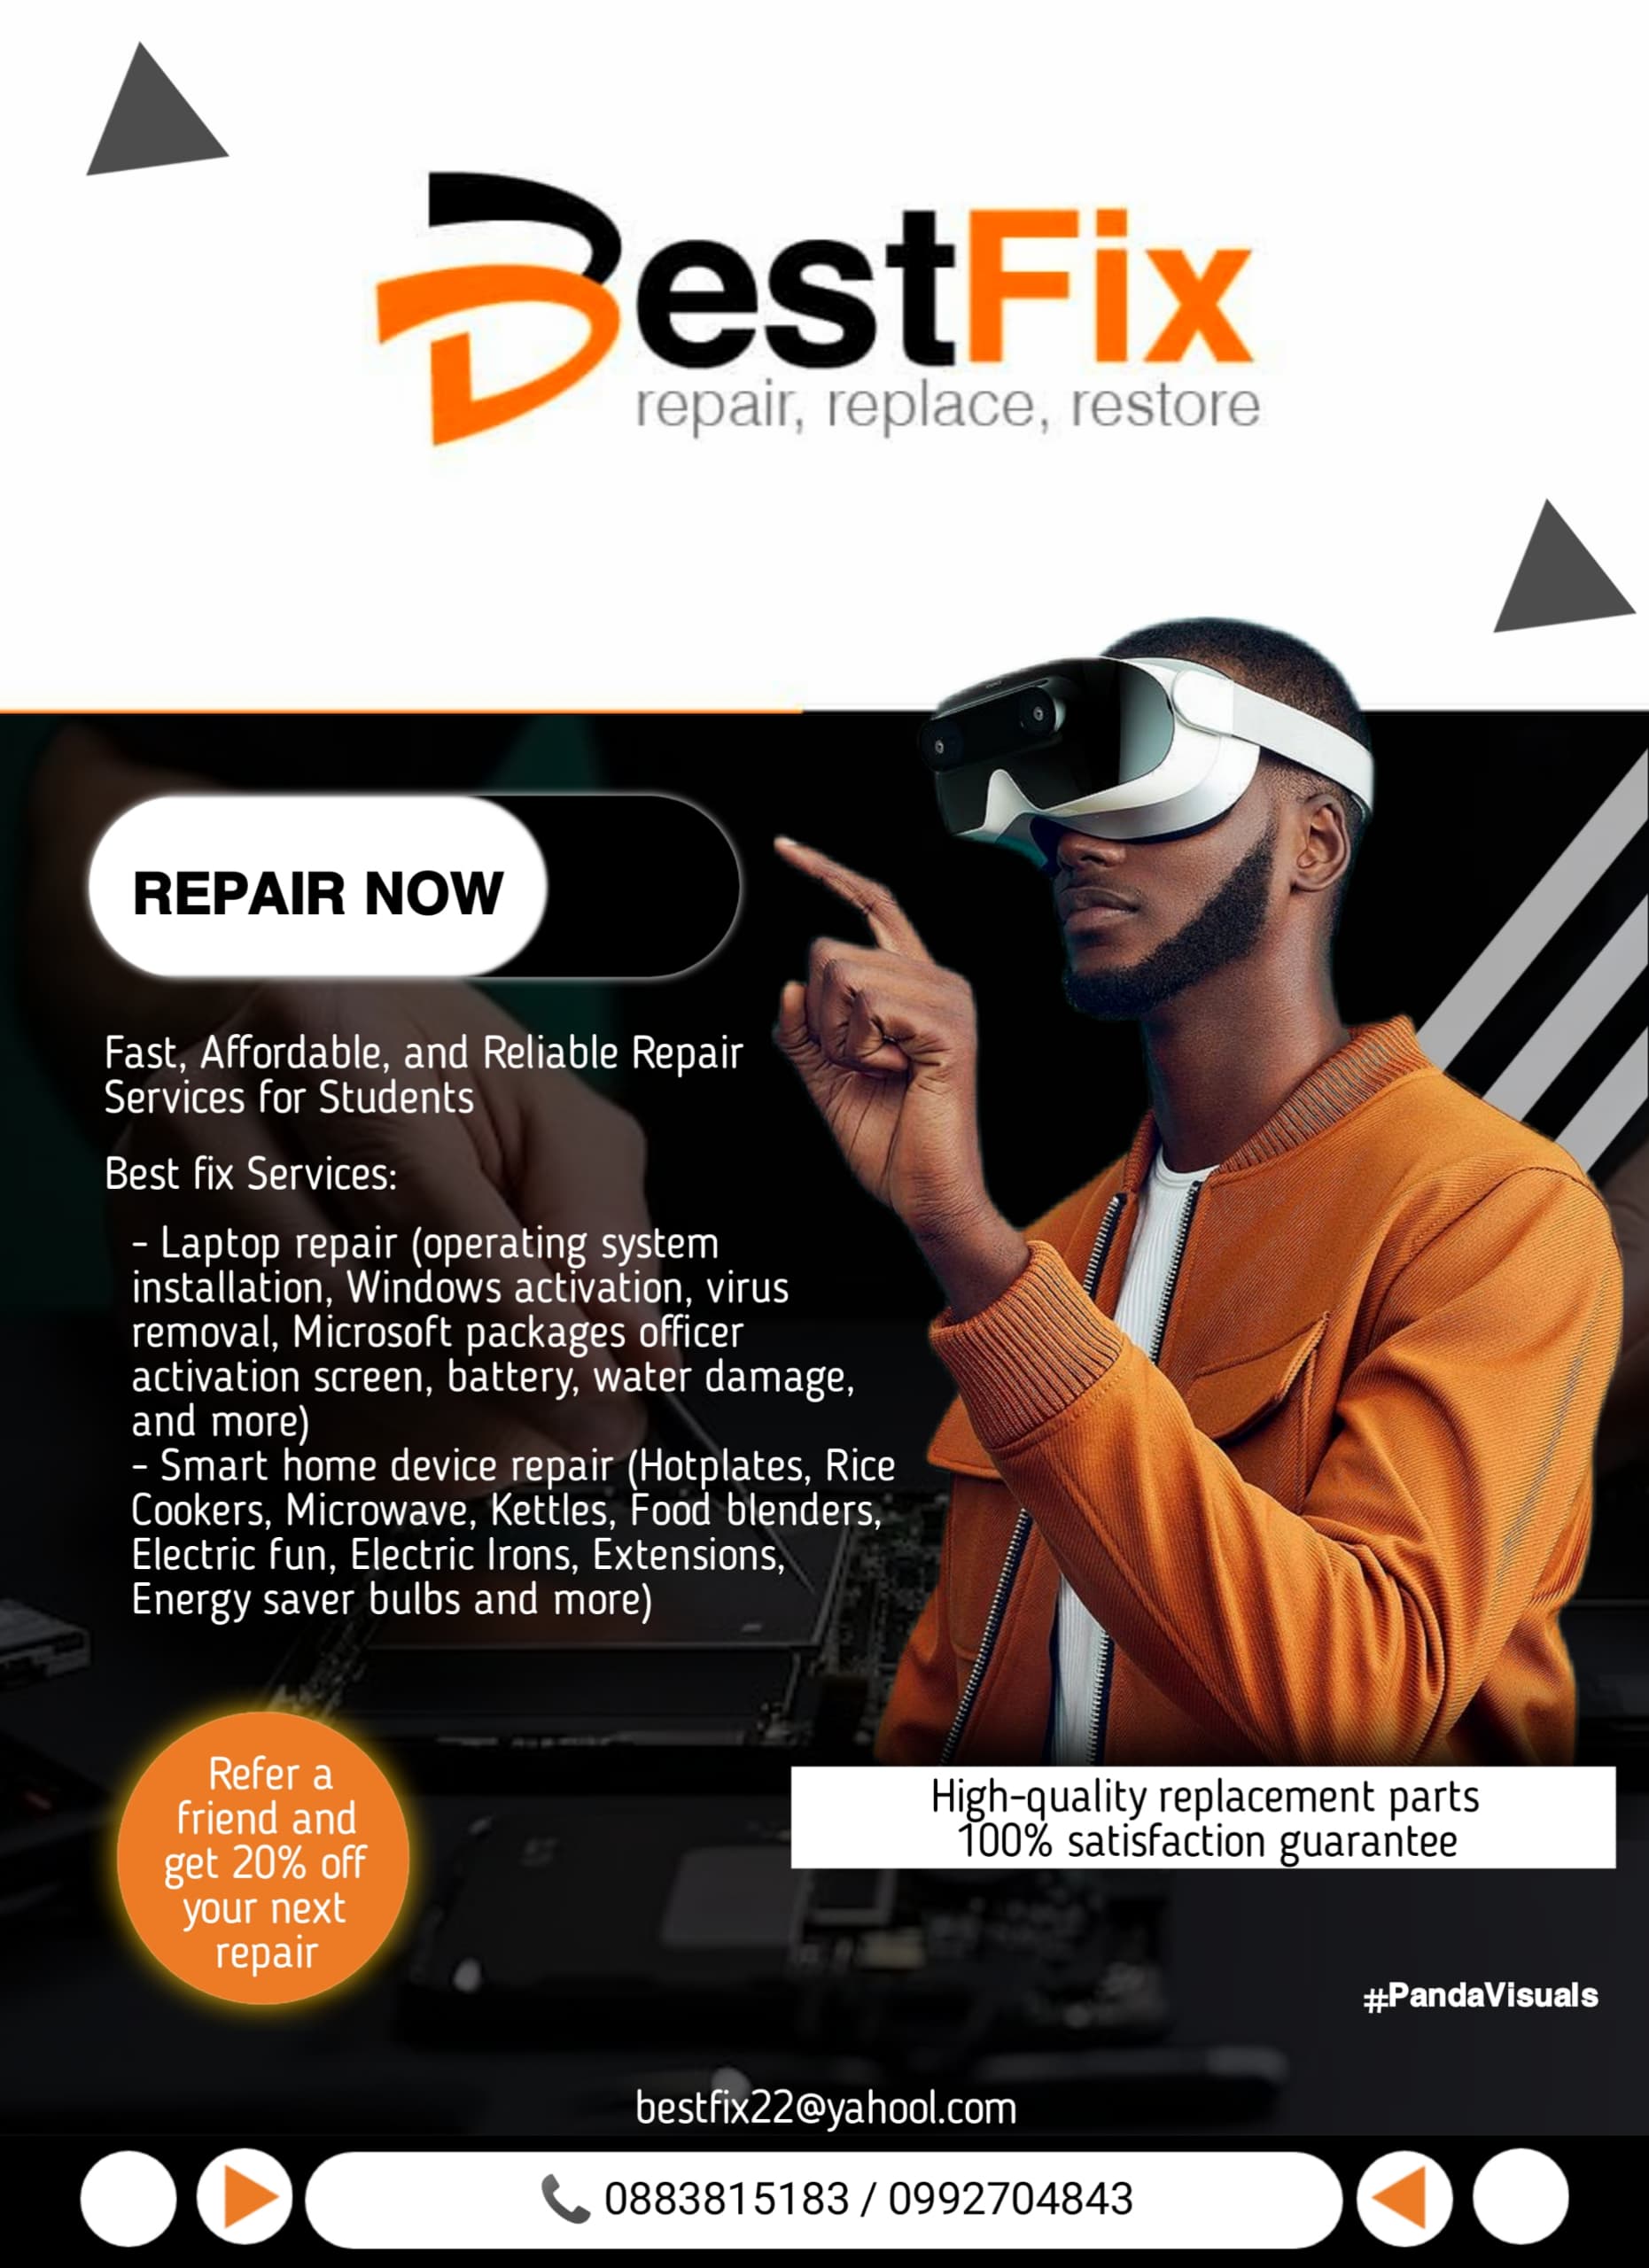 BestFix
repair, replace, restore
REPAIR NOW
Fast, Affordable, and Reliable Repair
Services for Students
Best fix Services:
- Laptop repair (operating system
installation, Windows activation, virus
removal, Microsoft packages officer
activation screen, battery, water damage,
and more)
- Smart home device repair (Hotplates, Rice
Cookers, Microwave, Kettles, Food blenders,
Electric fun, Electric Irons, Extensions,
Energy saver bulbs and more)
Refer a
friend and
get 20% off
your next
repair
High-quality replacement parts
100% satisfaction guarantee
#PandaVisuals
bestfix22@yahool.com
0883815183 / 0992704843